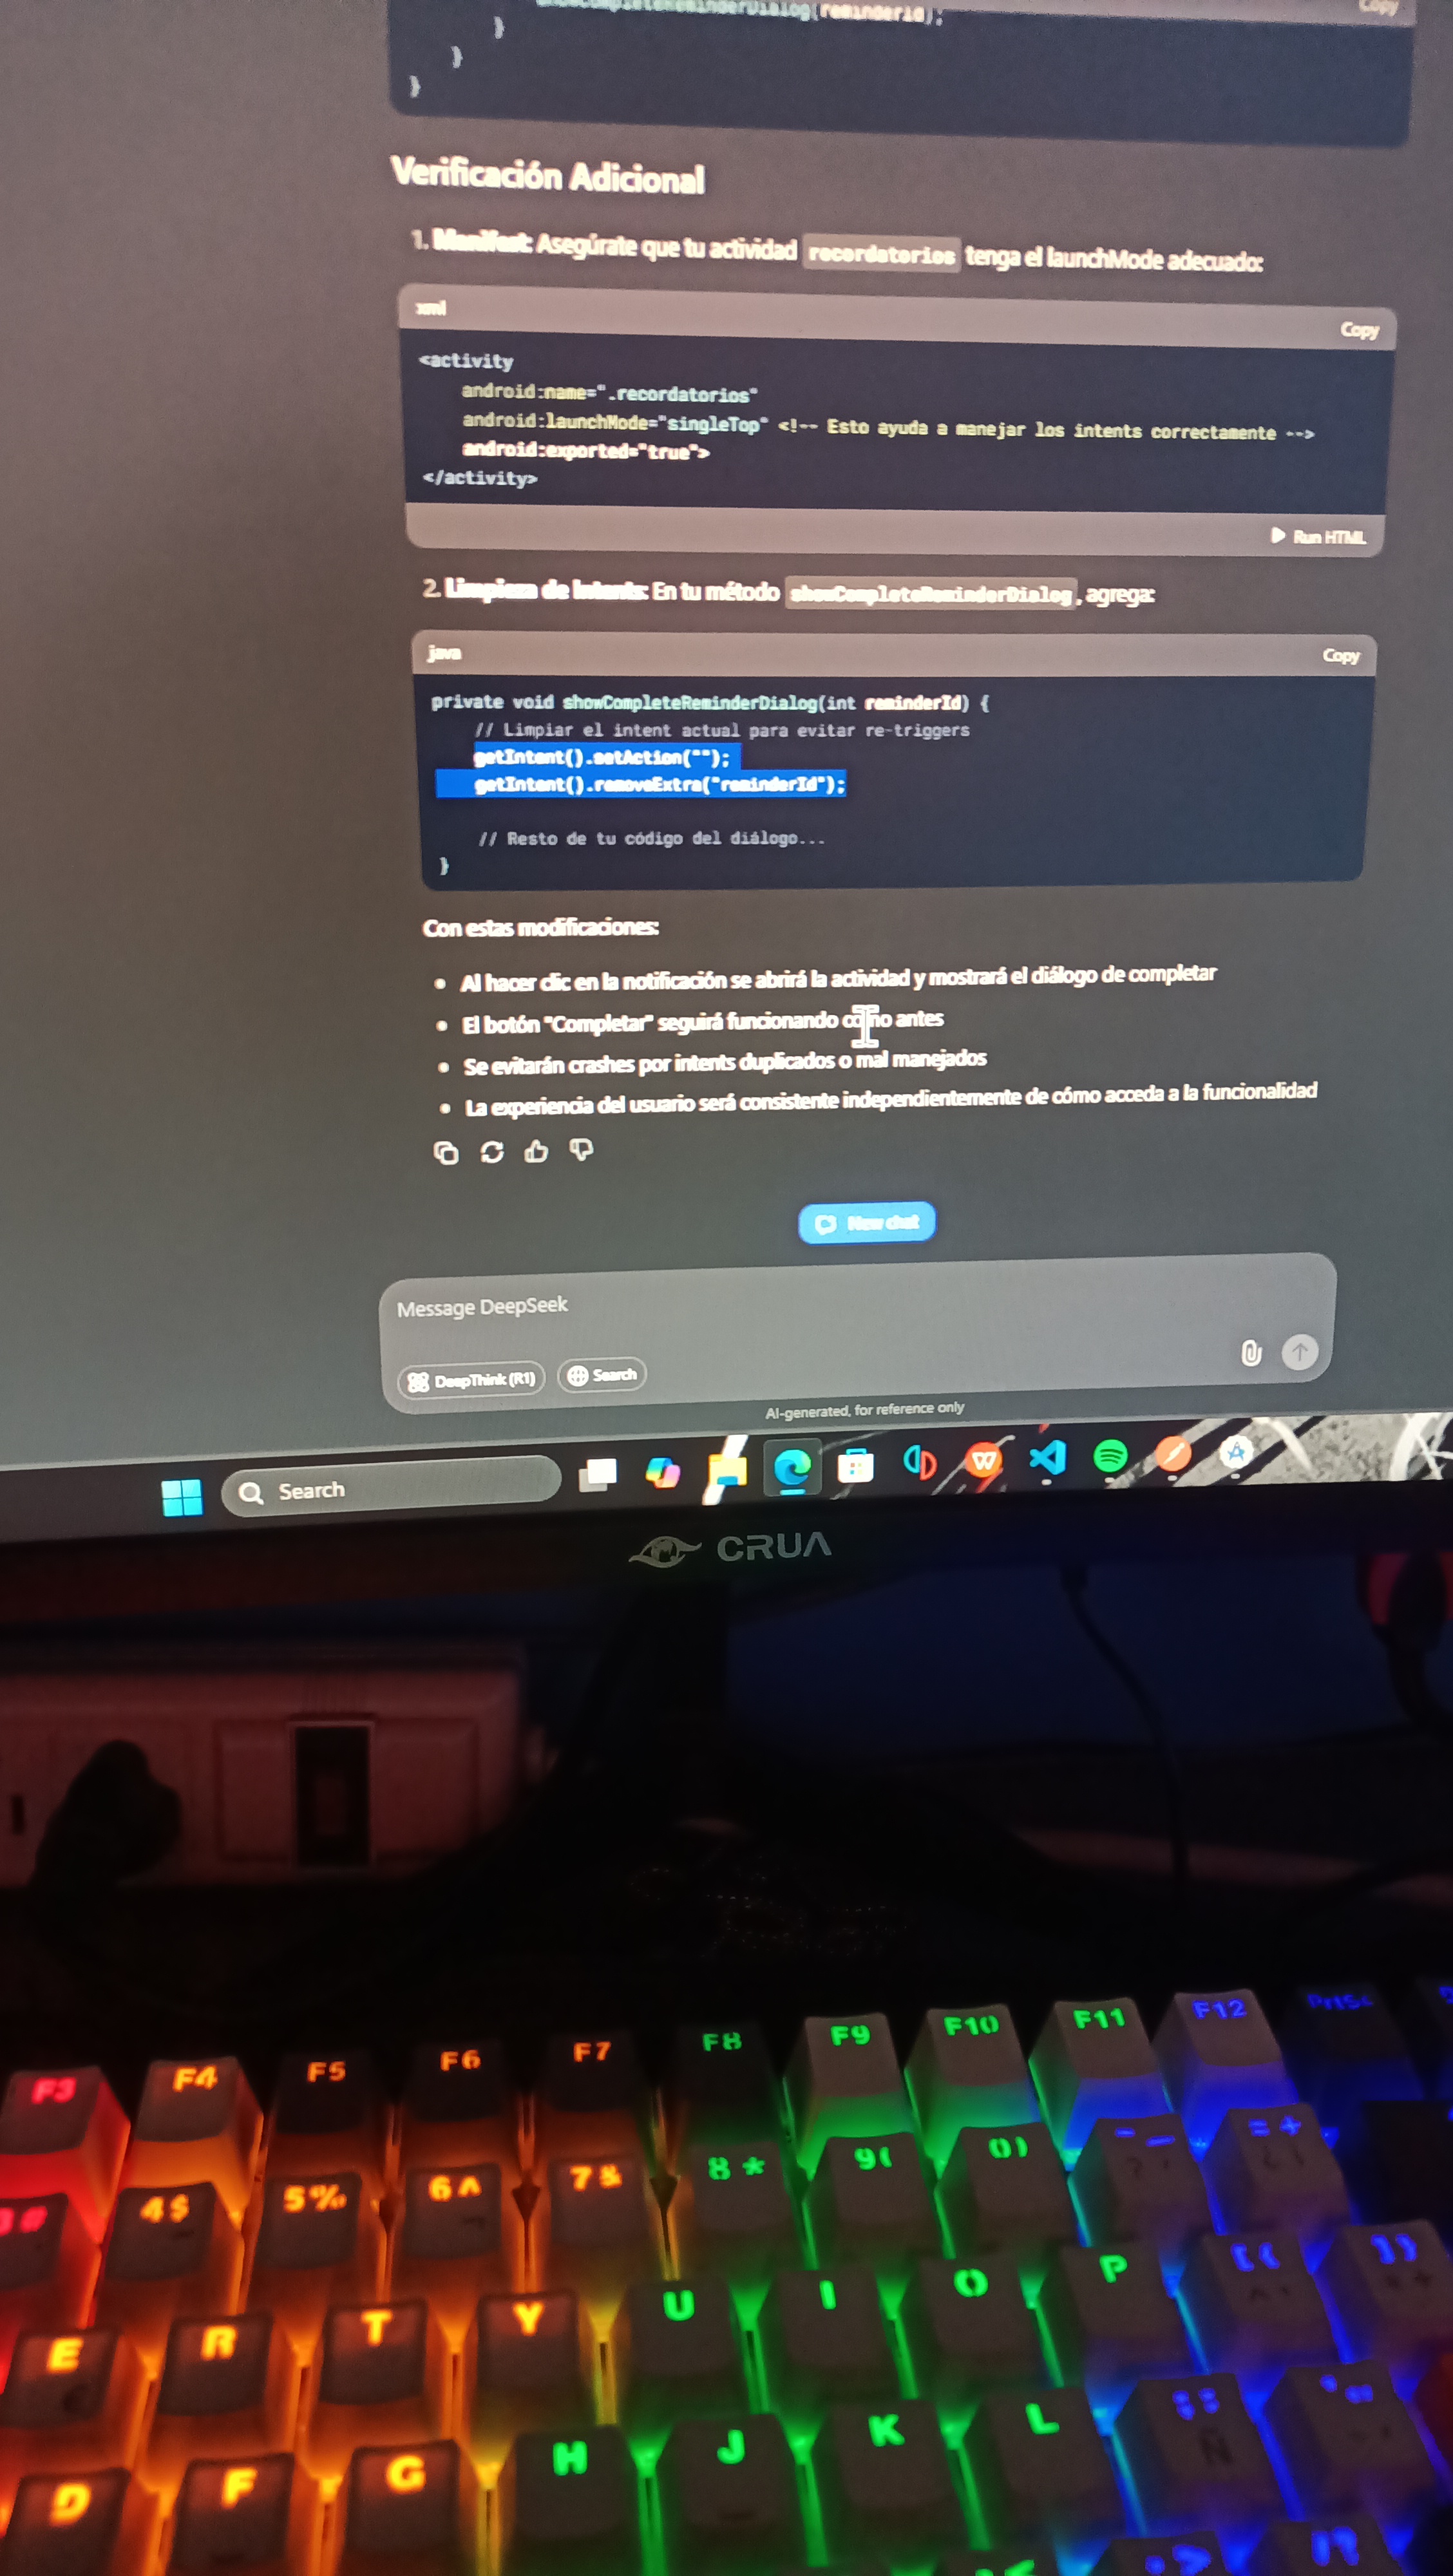 showCompleteReminderDialog(reminderId);
Copy
}
}
}
Verificación Adicional
1. Manifest: Asegúrate que tu actividad recordatorios tenga el launchMode adecuado:
xml
Copy
<activity
android:name=".recordatorios"
android:launchMode="singleTop" <!-- Esto ayuda a manejar los intents correctamente -->
android:exported="true">
</activity>
Run HTML
2. Limpieza de Intents: En tu método showCompleteReminderDialog, agrega:
java
Copy
private void showCompleteReminderDialog(int reminderId) {
// Limpiar el intent actual para evitar re-triggers
getIntent().setAction("");
getIntent().removeExtra("reminderId");
// Resto de tu código del diálogo...
}
Con estas modificaciones:
• Al hacer clic en la notificación se abrirá la actividad y mostrará el diálogo de completar
• El botón "Completar" seguirá funcionando como antes
• Se evitarán crashes por intents duplicados o mal manejados
• La experiencia del usuario será consistente independientemente de cómo acceda a la funcionalidad
New chat
Message DeepSeek
DeepThink (R1)
Search
AI-generated, for reference only
Search
CRUA
F3 F4 F5 F6 F7 F8 F9 F10 F11 F12 PrtSc
# 4$ 5% 6^ 7& 8* 9( 0) -_ =+
E R T Y U I O P [{ ]}
D F G H J K L ;: Ñ '"